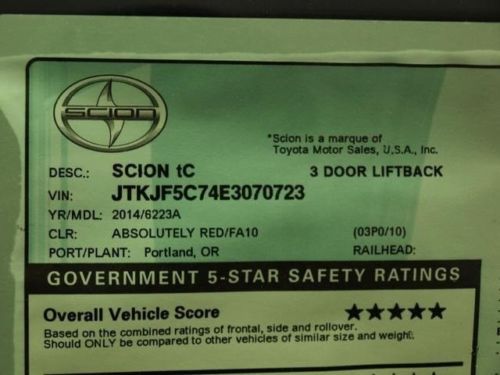 SCION
*Scion is a marque of
Toyota Motor Sales, U.S.A., Inc.
DESC.: SCION tC 3 DOOR LIFTBACK
VIN: JTKJF5C74E3070723
YR/MDL: 2014/6223A
CLR: ABSOLUTELY RED/FA10 (03P0/10)
PORT/PLANT: Portland, OR RAILHEAD:
GOVERNMENT 5-STAR SAFETY RATINGS
Overall Vehicle Score ★★★★★
Based on the combined ratings of frontal, side and rollover.
Should ONLY be compared to other vehicles of similar size and weight.